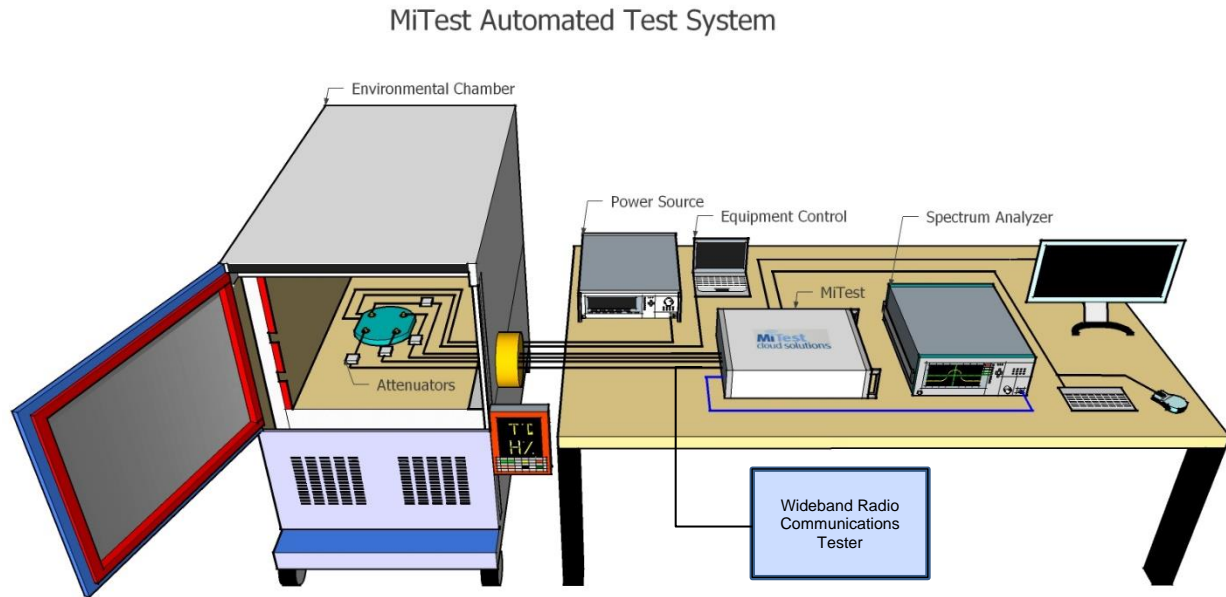 MiTest Automated Test System
Environmental Chamber
Power Source
Equipment Control
Spectrum Analyzer
MiTest
MiTest
cloud solutions
Attenuators
T°C
H%
Wideband Radio
Communications
Tester